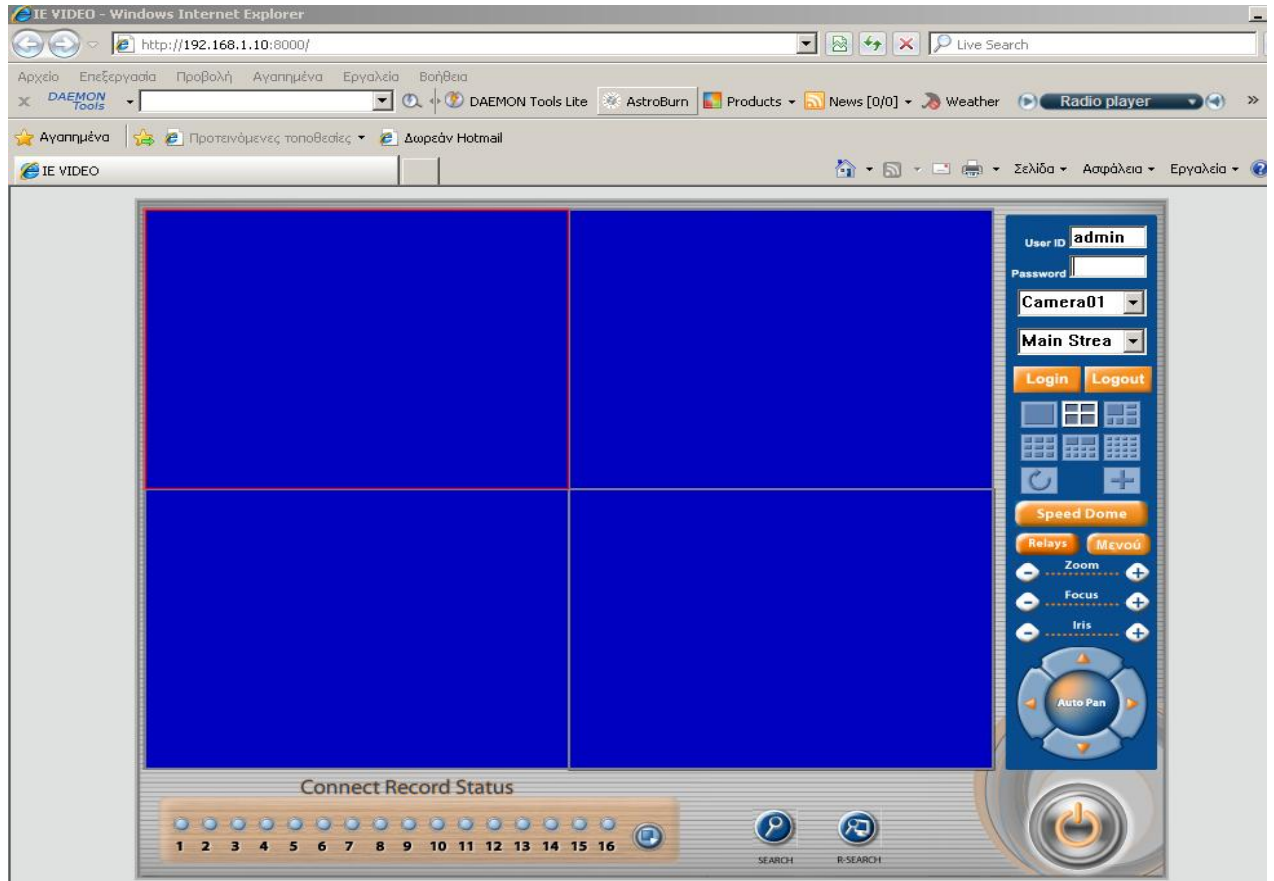 IE VIDEO - Windows Internet Explorer
http://192.168.1.10:8000/
Live Search
Αρχείο Επεξεργασία Προβολή Αγαπημένα Εργαλεία Βοήθεια
x DAEMON Tools DAEMON Tools Lite AstroBurn Products News [0/0] Weather Radio player »
Αγαπημένα Προτεινόμενες τοποθεσίες Δωρεάν Hotmail
IE VIDEO Σελίδα Ασφάλεια Εργαλεία
User ID admin
Password
Camera01
Main Strea
Login Logout
Speed Dome
Relays Μενού
Zoom
Focus
Iris
Auto Pan
Connect Record Status
1 2 3 4 5 6 7 8 9 10 11 12 13 14 15 16
SEARCH R-SEARCH